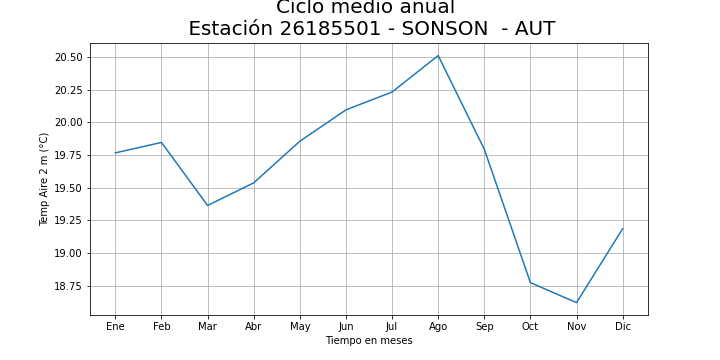 Ciclo medio anual
Estación 26185501 - SONSON  - AUT
20.50
20.25
20.00
19.75
19.50
19.25
19.00
18.75
Temp Aire 2 m (°C)
Ene Feb Mar Abr May Jun Jul Ago Sep Oct Nov Dic
Tiempo en meses